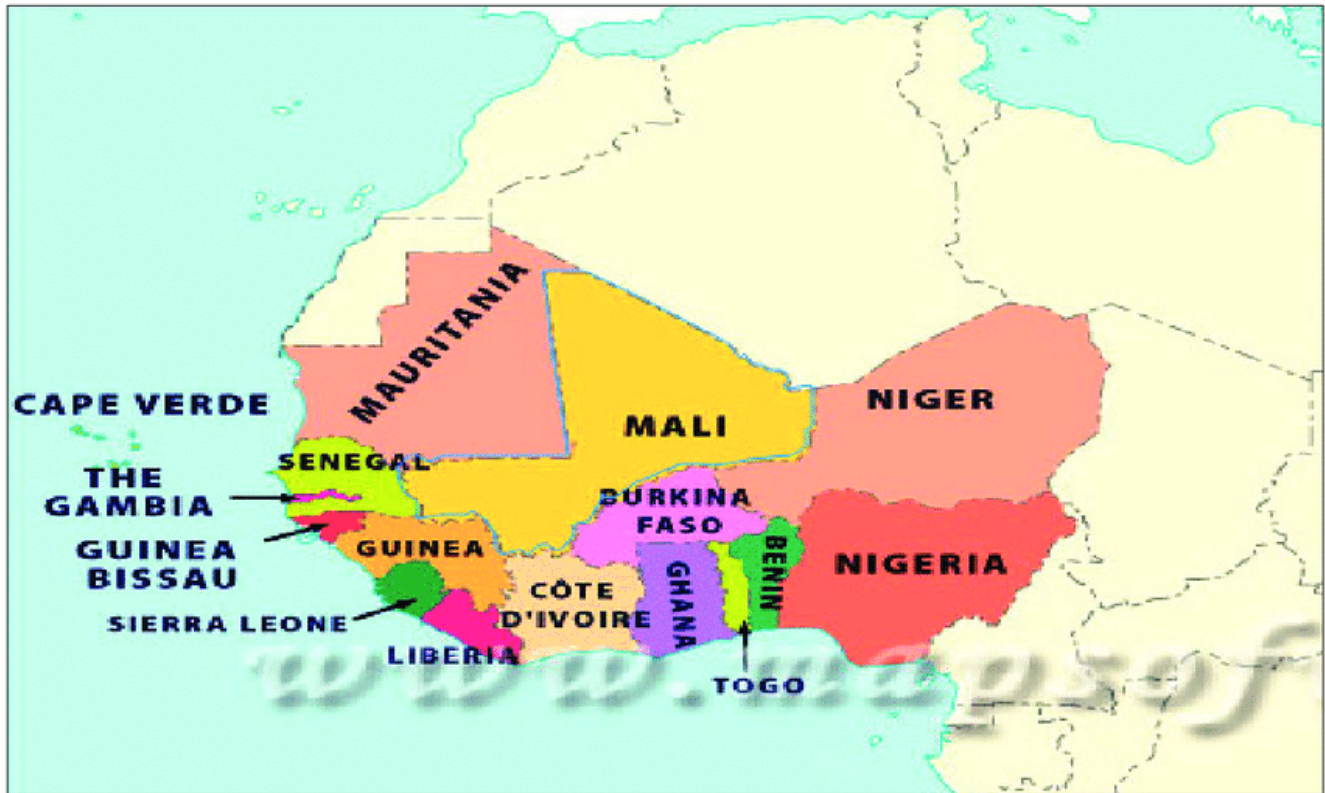 MAURITANIA
CAPE VERDE
MALI
NIGER
SENEGAL
THE
GAMBIA
BURKINA
FASO
GUINEA
BISSAU
GUINEA
BENIN
NIGERIA
GHANA
CÔTE
D'IVOIRE
SIERRA LEONE
LIBERIA
TOGO
www.mapsof